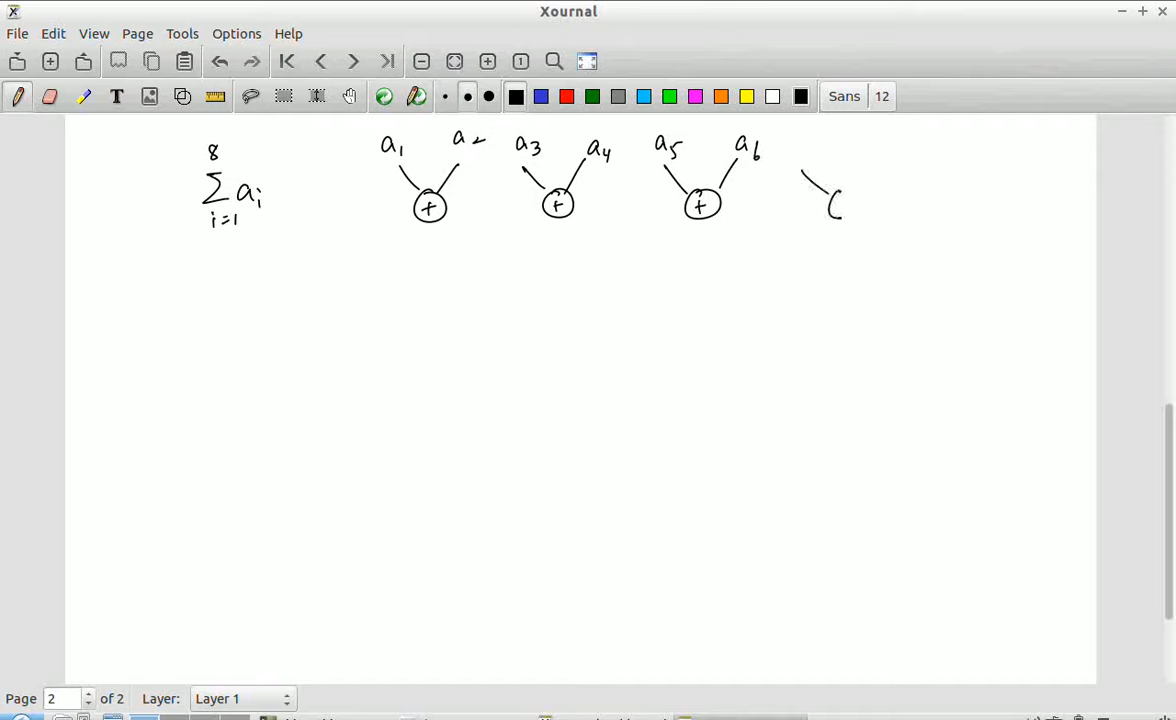 Xournal
File Edit View Page Tools Options Help
Sans 12
8
∑ aᵢ
i=1
a₁ a₂ a₃ a₄ a₅ a₆
+ + +
Page 2 of 2 Layer: Layer 1